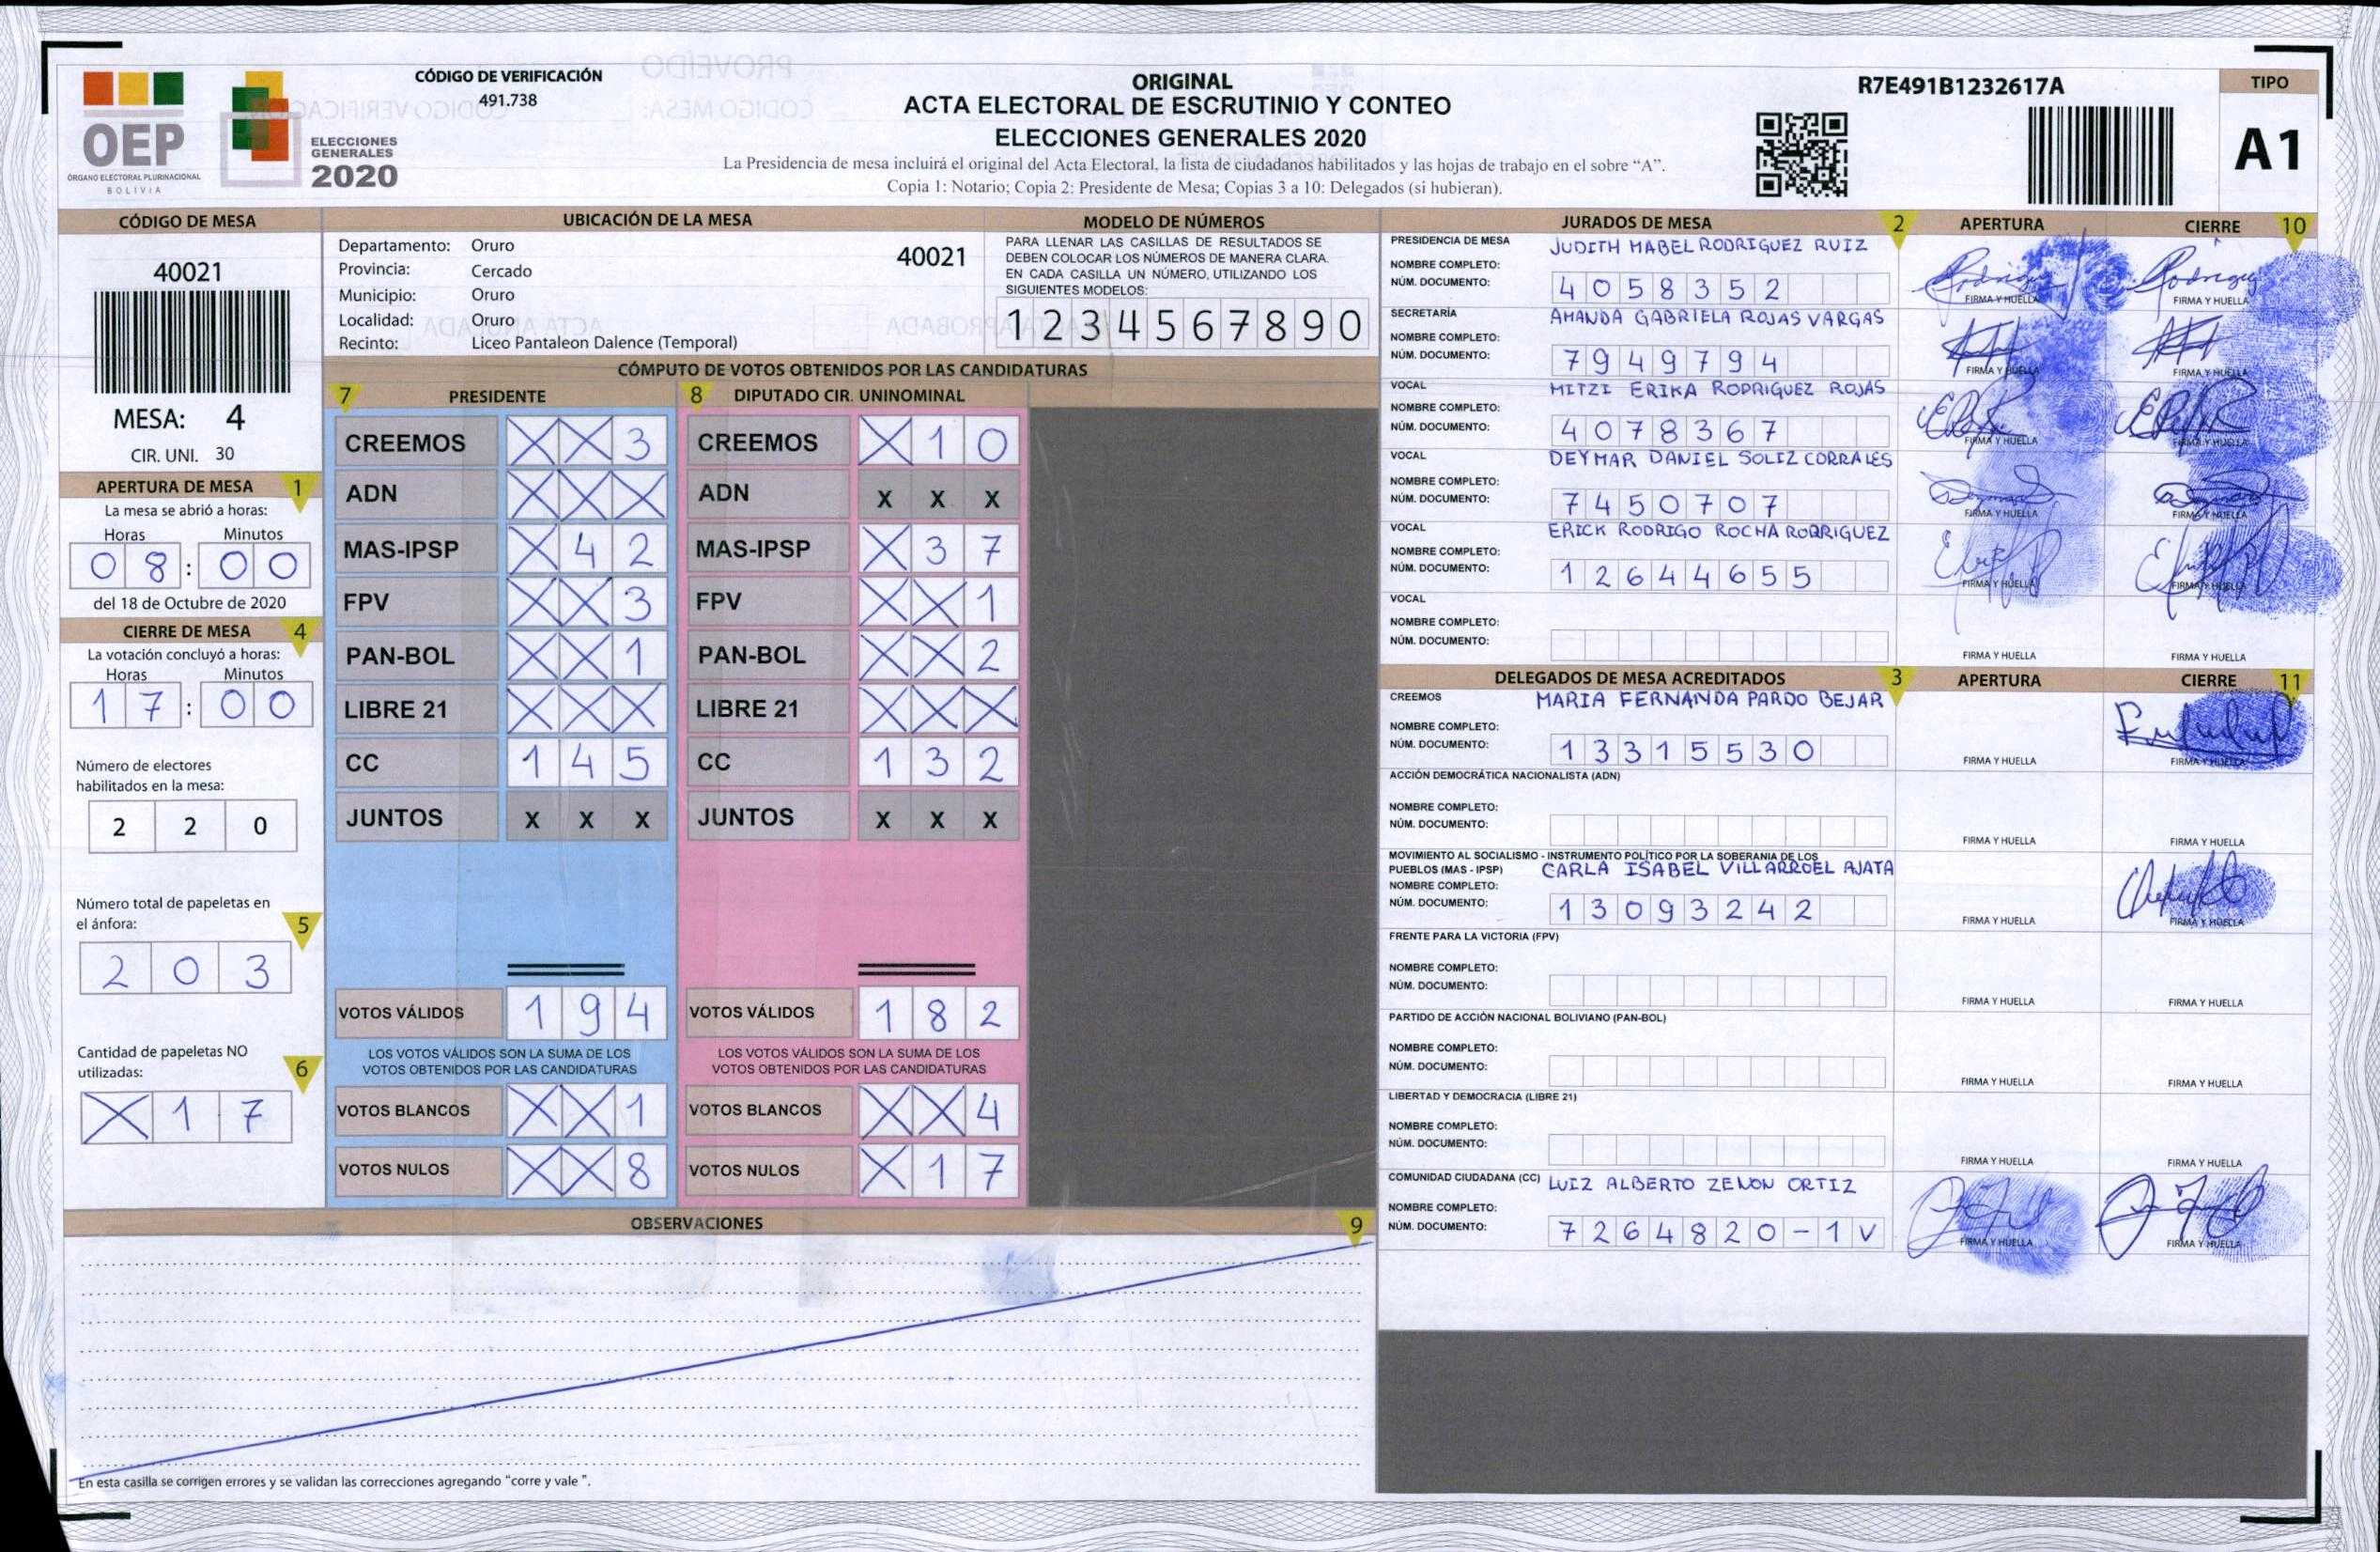 OEP
ÓRGANO ELECTORAL PLURINACIONAL
BOLIVIA
ELECCIONES
GENERALES
2020
CÓDIGO DE VERIFICACIÓN
491.738
ORIGINAL
ACTA ELECTORAL DE ESCRUTINIO Y CONTEO
ELECCIONES GENERALES 2020
La Presidencia de mesa incluirá el original del Acta Electoral, la lista de ciudadanos habilitados y las hojas de trabajo en el sobre “A”.
Copia 1: Notario; Copia 2: Presidente de Mesa; Copias 3 a 10: Delegados (si hubieran).
R7E491B1232617A
TIPO
A1
CÓDIGO DE MESA
40021
MESA: 4
CIR. UNI. 30
APERTURA DE MESA 1
La mesa se abrió a horas:
Horas Minutos
08 : 00
del 18 de Octubre de 2020
CIERRE DE MESA 4
La votación concluyó a horas:
Horas Minutos
17 : 00
Número de electores
habilitados en la mesa:
2 2 0
Número total de papeletas en
el ánfora: 5
2 0 3
Cantidad de papeletas NO
utilizadas: 6
X 1 7
UBICACIÓN DE LA MESA
Departamento: Oruro
40021
Provincia: Cercado
Municipio: Oruro
Localidad: Oruro
Recinto: Liceo Pantaleon Dalence (Temporal)
MODELO DE NÚMEROS
PARA LLENAR LAS CASILLAS DE RESULTADOS SE
DEBEN COLOCAR LOS NÚMEROS DE MANERA CLARA.
EN CADA CASILLA UN NÚMERO, UTILIZANDO LOS
SIGUIENTES MODELOS:
1 2 3 4 5 6 7 8 9 0
CÓMPUTO DE VOTOS OBTENIDOS POR LAS CANDIDATURAS
7 PRESIDENTE
CREEMOS X X 3
ADN X X X
MAS-IPSP X 4 2
FPV X X 3
PAN-BOL X X 1
LIBRE 21 X X X
CC 1 4 5
JUNTOS X X X
VOTOS VÁLIDOS 1 9 4
LOS VOTOS VÁLIDOS SON LA SUMA DE LOS
VOTOS OBTENIDOS POR LAS CANDIDATURAS
VOTOS BLANCOS X X 1
VOTOS NULOS X X 8
8 DIPUTADO CIR. UNINOMINAL
CREEMOS X 1 0
ADN X X X
MAS-IPSP X 3 7
FPV X X 1
PAN-BOL X X 2
LIBRE 21 X X X
CC 1 3 2
JUNTOS X X X
VOTOS VÁLIDOS 1 8 2
LOS VOTOS VÁLIDOS SON LA SUMA DE LOS
VOTOS OBTENIDOS POR LAS CANDIDATURAS
VOTOS BLANCOS X X 4
VOTOS NULOS X 1 7
OBSERVACIONES 9
En esta casilla se corrigen errores y se validan las correcciones agregando “corre y vale ”.
JURADOS DE MESA 2 APERTURA CIERRE 10
PRESIDENCIA DE MESA JUDITH MABEL RODRIGUEZ RUIZ
NOMBRE COMPLETO:
NÚM. DOCUMENTO: 4058352
FIRMA Y HUELLA FIRMA Y HUELLA
SECRETARÍA AMANDA GABRIELA ROJAS VARGAS
NOMBRE COMPLETO:
NÚM. DOCUMENTO: 7949794
FIRMA Y HUELLA FIRMA Y HUELLA
VOCAL MITZI ERIKA RODRIGUEZ ROJAS
NOMBRE COMPLETO:
NÚM. DOCUMENTO: 4078367
FIRMA Y HUELLA FIRMA Y HUELLA
VOCAL DEYMAR DANIEL SOLIZ CORRALES
NOMBRE COMPLETO:
NÚM. DOCUMENTO: 7450707
FIRMA Y HUELLA FIRMA Y HUELLA
VOCAL ERICK RODRIGO ROCHA RODRIGUEZ
NOMBRE COMPLETO:
NÚM. DOCUMENTO: 12644655
FIRMA Y HUELLA FIRMA Y HUELLA
VOCAL
NOMBRE COMPLETO:
NÚM. DOCUMENTO:
FIRMA Y HUELLA FIRMA Y HUELLA
DELEGADOS DE MESA ACREDITADOS 3 APERTURA CIERRE 11
CREEMOS MARIA FERNANDA PARDO BEJAR
NOMBRE COMPLETO:
NÚM. DOCUMENTO: 13315530
FIRMA Y HUELLA FIRMA Y HUELLA
ACCIÓN DEMOCRÁTICA NACIONALISTA (ADN)
NOMBRE COMPLETO:
NÚM. DOCUMENTO:
FIRMA Y HUELLA FIRMA Y HUELLA
MOVIMIENTO AL SOCIALISMO - INSTRUMENTO POLÍTICO POR LA SOBERANIA DE LOS
PUEBLOS (MAS - IPSP) CARLA ISABEL VILLARROEL AJATA
NOMBRE COMPLETO:
NÚM. DOCUMENTO: 13093242
FIRMA Y HUELLA FIRMA Y HUELLA
FRENTE PARA LA VICTORIA (FPV)
NOMBRE COMPLETO:
NÚM. DOCUMENTO:
FIRMA Y HUELLA FIRMA Y HUELLA
PARTIDO DE ACCIÓN NACIONAL BOLIVIANO (PAN-BOL)
NOMBRE COMPLETO:
NÚM. DOCUMENTO:
FIRMA Y HUELLA FIRMA Y HUELLA
LIBERTAD Y DEMOCRACIA (LIBRE 21)
NOMBRE COMPLETO:
NÚM. DOCUMENTO:
FIRMA Y HUELLA FIRMA Y HUELLA
COMUNIDAD CIUDADANA (CC) LUIZ ALBERTO ZENON ORTIZ
NOMBRE COMPLETO:
NÚM. DOCUMENTO: 7264820-1V
FIRMA Y HUELLA FIRMA Y HUELLA